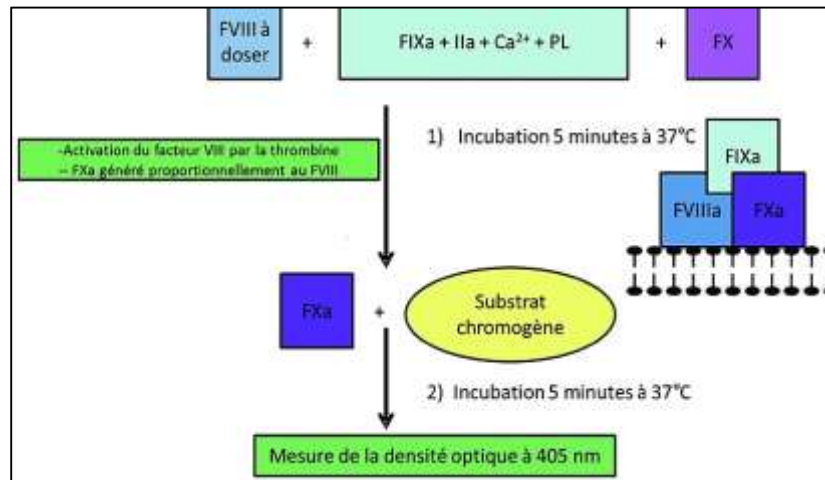 FVIII à
doser
+
FIXa + IIa + Ca²⁺ + PL
+
FX
-Activation du facteur VIII par la thrombine
– FXa généré proportionnellement au FVIII
1) Incubation 5 minutes à 37°C
FIXa
FVIIIa
FXa
FXa
+
Substrat
chromogène
2) Incubation 5 minutes à 37°C
Mesure de la densité optique à 405 nm